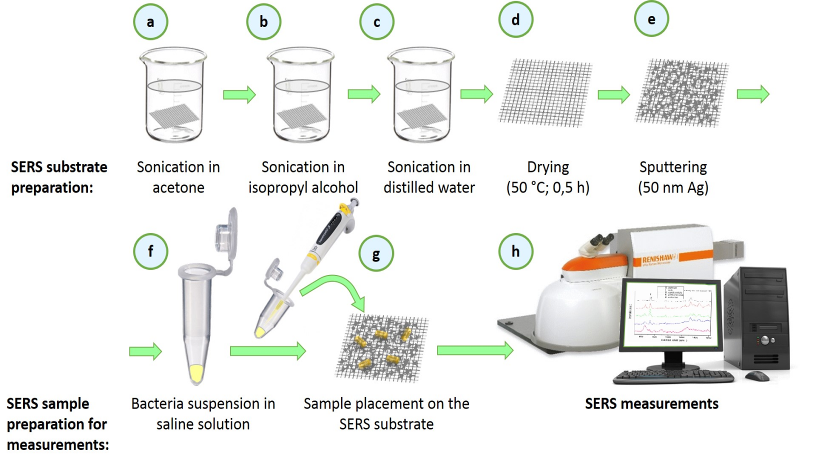 a
b
c
d
e
SERS substrate
preparation:
Sonication in
acetone
Sonication in
isopropyl alcohol
Sonication in
distilled water
Drying
(50 °C; 0,5 h)
Sputtering
(50 nm Ag)
f
g
h
RENISHAW
SERS sample
preparation for
measurements:
Bacteria suspension in
saline solution
Sample placement on the
SERS substrate
SERS measurements